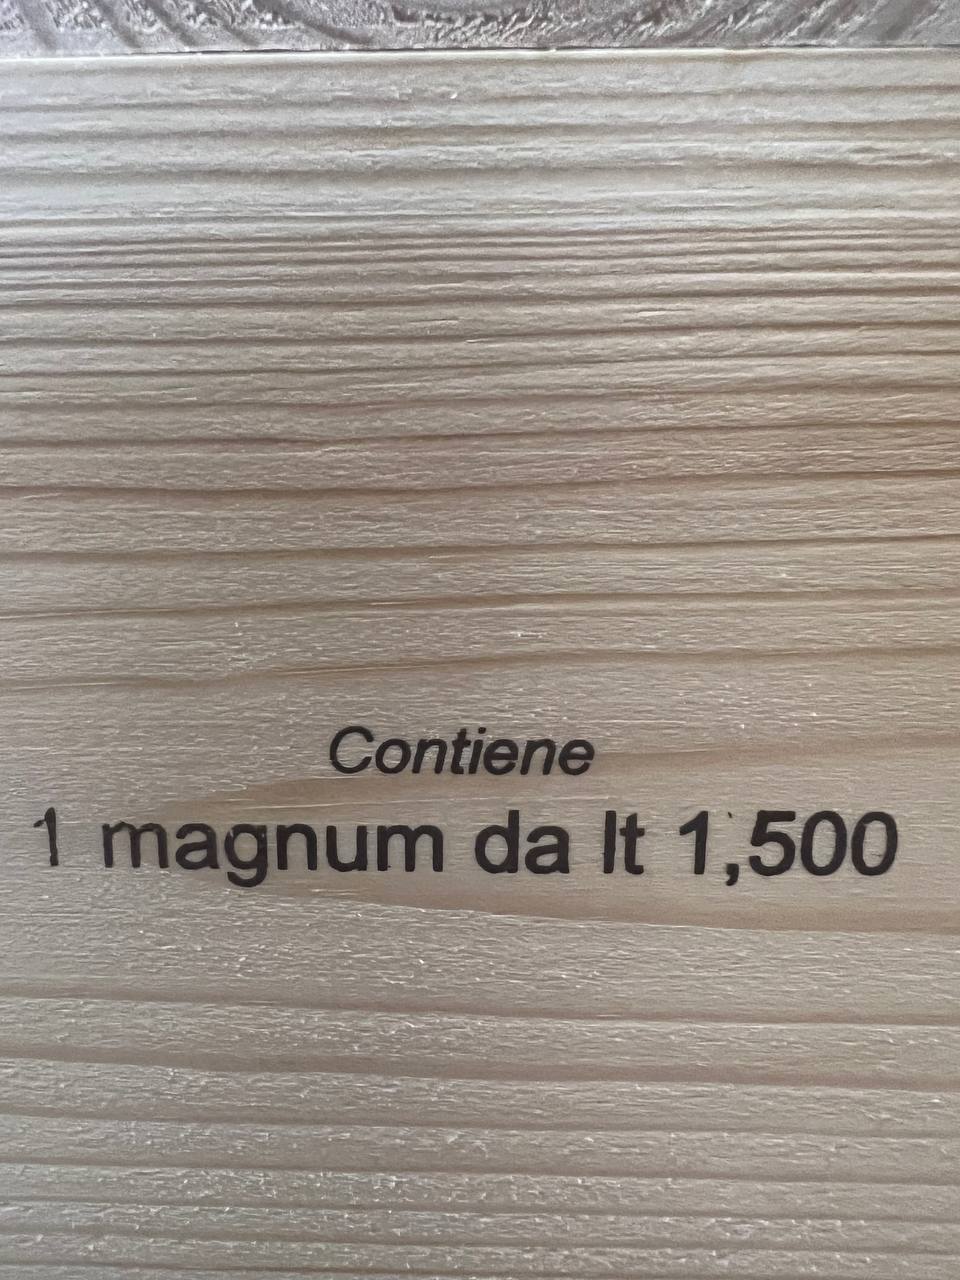 Contiene
1 magnum da lt 1,500